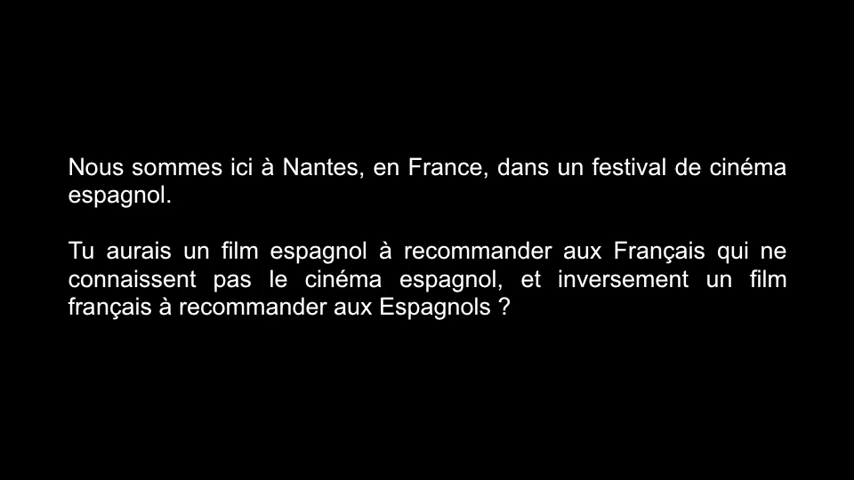 Nous sommes ici à Nantes, en France, dans un festival de cinéma
espagnol.
Tu aurais un film espagnol à recommander aux Français qui ne
connaissent pas le cinéma espagnol, et inversement un film
français à recommander aux Espagnols ?